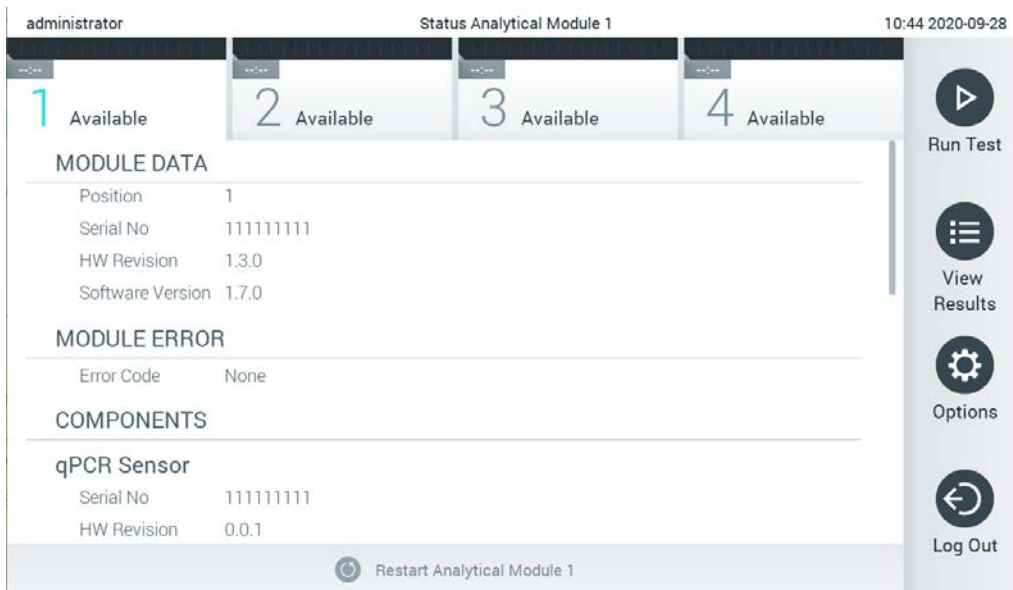 administrator Status Analytical Module 1 10:44 2020-09-28
--:-- --:-- --:-- --:--
1 Available 2 Available 3 Available 4 Available
Run Test
MODULE DATA
Position 1
Serial No 111111111
HW Revision 1.3.0
Software Version 1.7.0
View
Results
MODULE ERROR
Error Code None
Options
COMPONENTS
qPCR Sensor
Serial No 111111111
HW Revision 0.0.1
Log Out
Restart Analytical Module 1